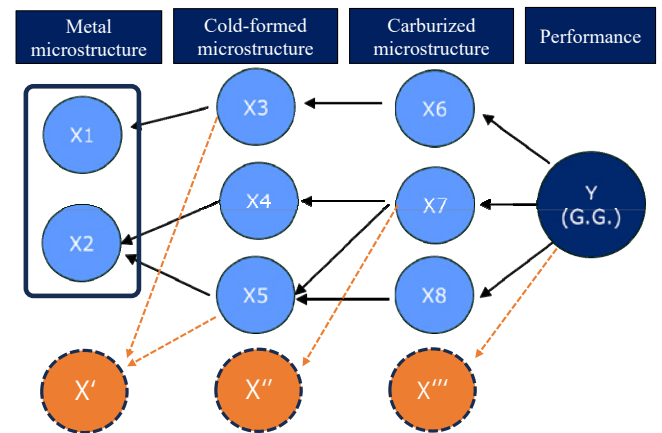 Metal
microstructure
Cold-formed
microstructure
Carburized
microstructure
Performance
X1
X2
X3
X4
X5
X6
X7
X8
Y
(G.G.)
X‘
X‘‘
X‘‘‘